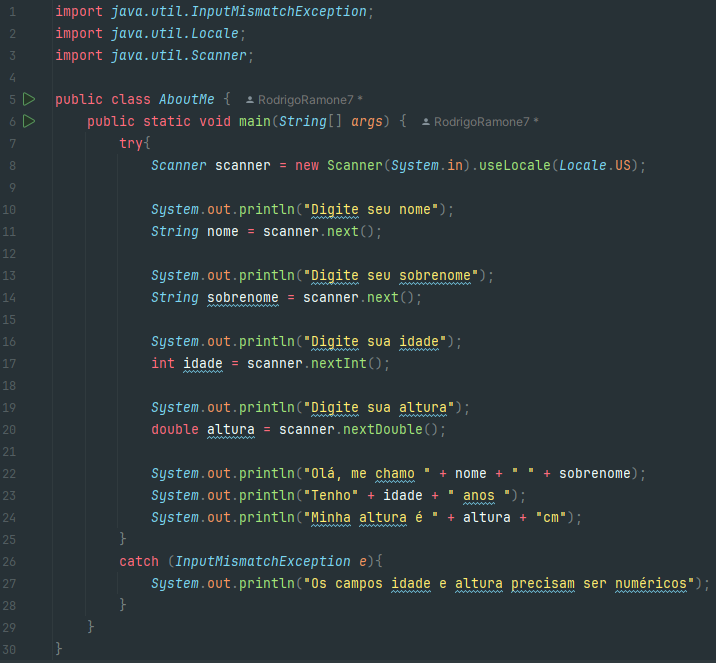 1 import java.util.InputMismatchException;
2 import java.util.Locale;
3 import java.util.Scanner;
4
5 public class AboutMe { RodrigoRamone7 *
6 public static void main(String[] args) { RodrigoRamone7 *
7 try{
8 Scanner scanner = new Scanner(System.in).useLocale(Locale.US);
9
10 System.out.println("Digite seu nome");
11 String nome = scanner.next();
12
13 System.out.println("Digite seu sobrenome");
14 String sobrenome = scanner.next();
15
16 System.out.println("Digite sua idade");
17 int idade = scanner.nextInt();
18
19 System.out.println("Digite sua altura");
20 double altura = scanner.nextDouble();
21
22 System.out.println("Olá, me chamo " + nome + " " + sobrenome);
23 System.out.println("Tenho" + idade + " anos ");
24 System.out.println("Minha altura é " + altura + "cm");
25 }
26 catch (InputMismatchException e){
27 System.out.println("Os campos idade e altura precisam ser numéricos");
28 }
29 }
30 }